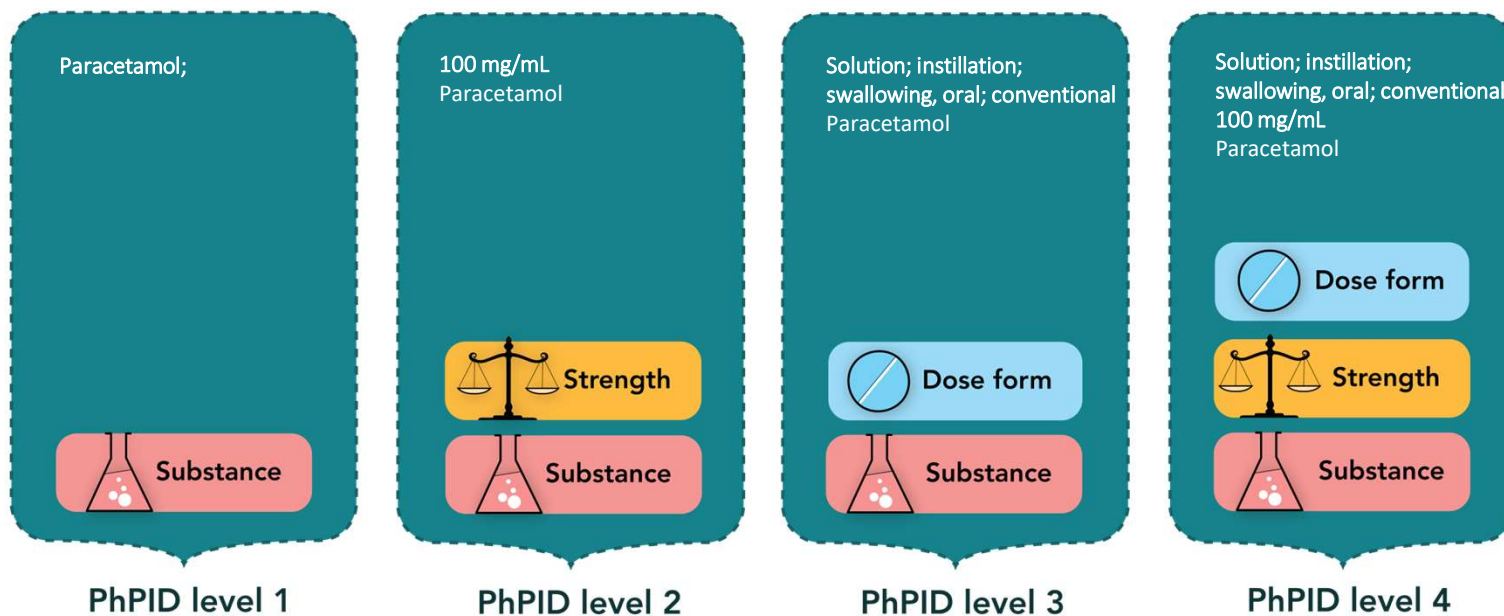 Paracetamol;
Substance
PhPID level 1
100 mg/mL
Paracetamol
Strength
Substance
PhPID level 2
Solution; instillation;
swallowing, oral; conventional
Paracetamol
Dose form
Substance
PhPID level 3
Solution; instillation;
swallowing, oral; conventional
100 mg/mL
Paracetamol
Dose form
Strength
Substance
PhPID level 4